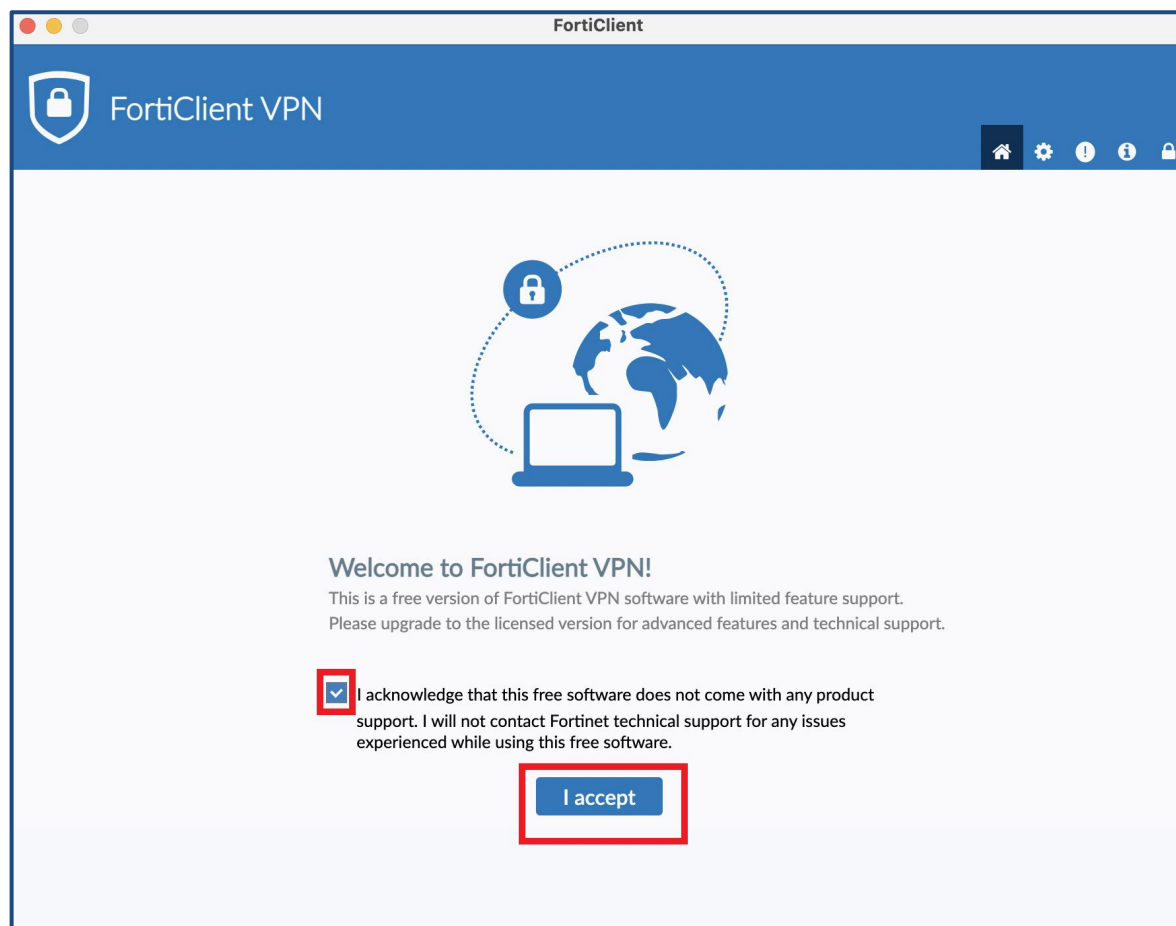 FortiClient
FortiClient VPN
Welcome to FortiClient VPN!
This is a free version of FortiClient VPN software with limited feature support.
Please upgrade to the licensed version for advanced features and technical support.
I acknowledge that this free software does not come with any product
support. I will not contact Fortinet technical support for any issues
experienced while using this free software.
I accept